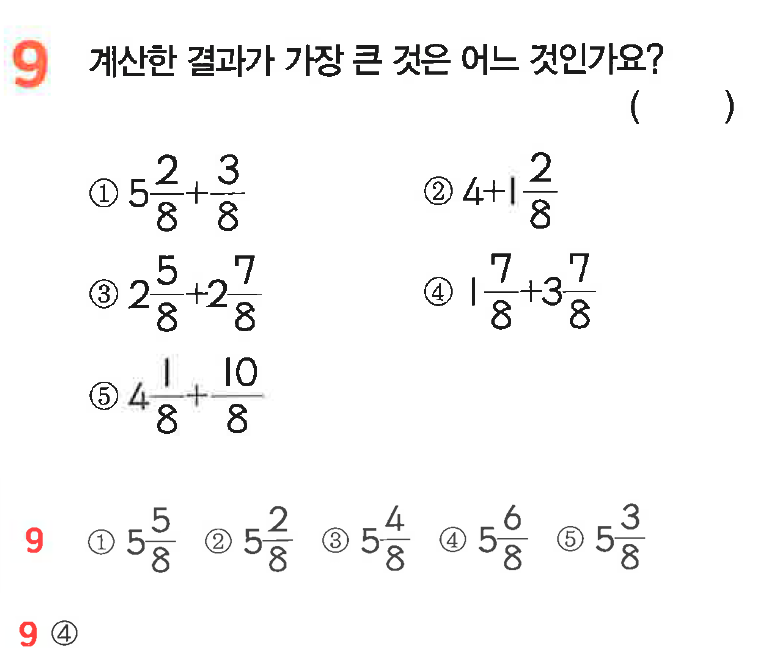 9 계산한 결과가 가장 큰 것은 어느 것인가요?
( )
① 5 2/8 + 3/8 ② 4+1 2/8
③ 2 5/8 + 2 7/8 ④ 1 7/8 + 3 7/8
⑤ 4 1/8 + 10/8
9 ① 5 5/8 ② 5 2/8 ③ 5 4/8 ④ 5 6/8 ⑤ 5 3/8
9 ④